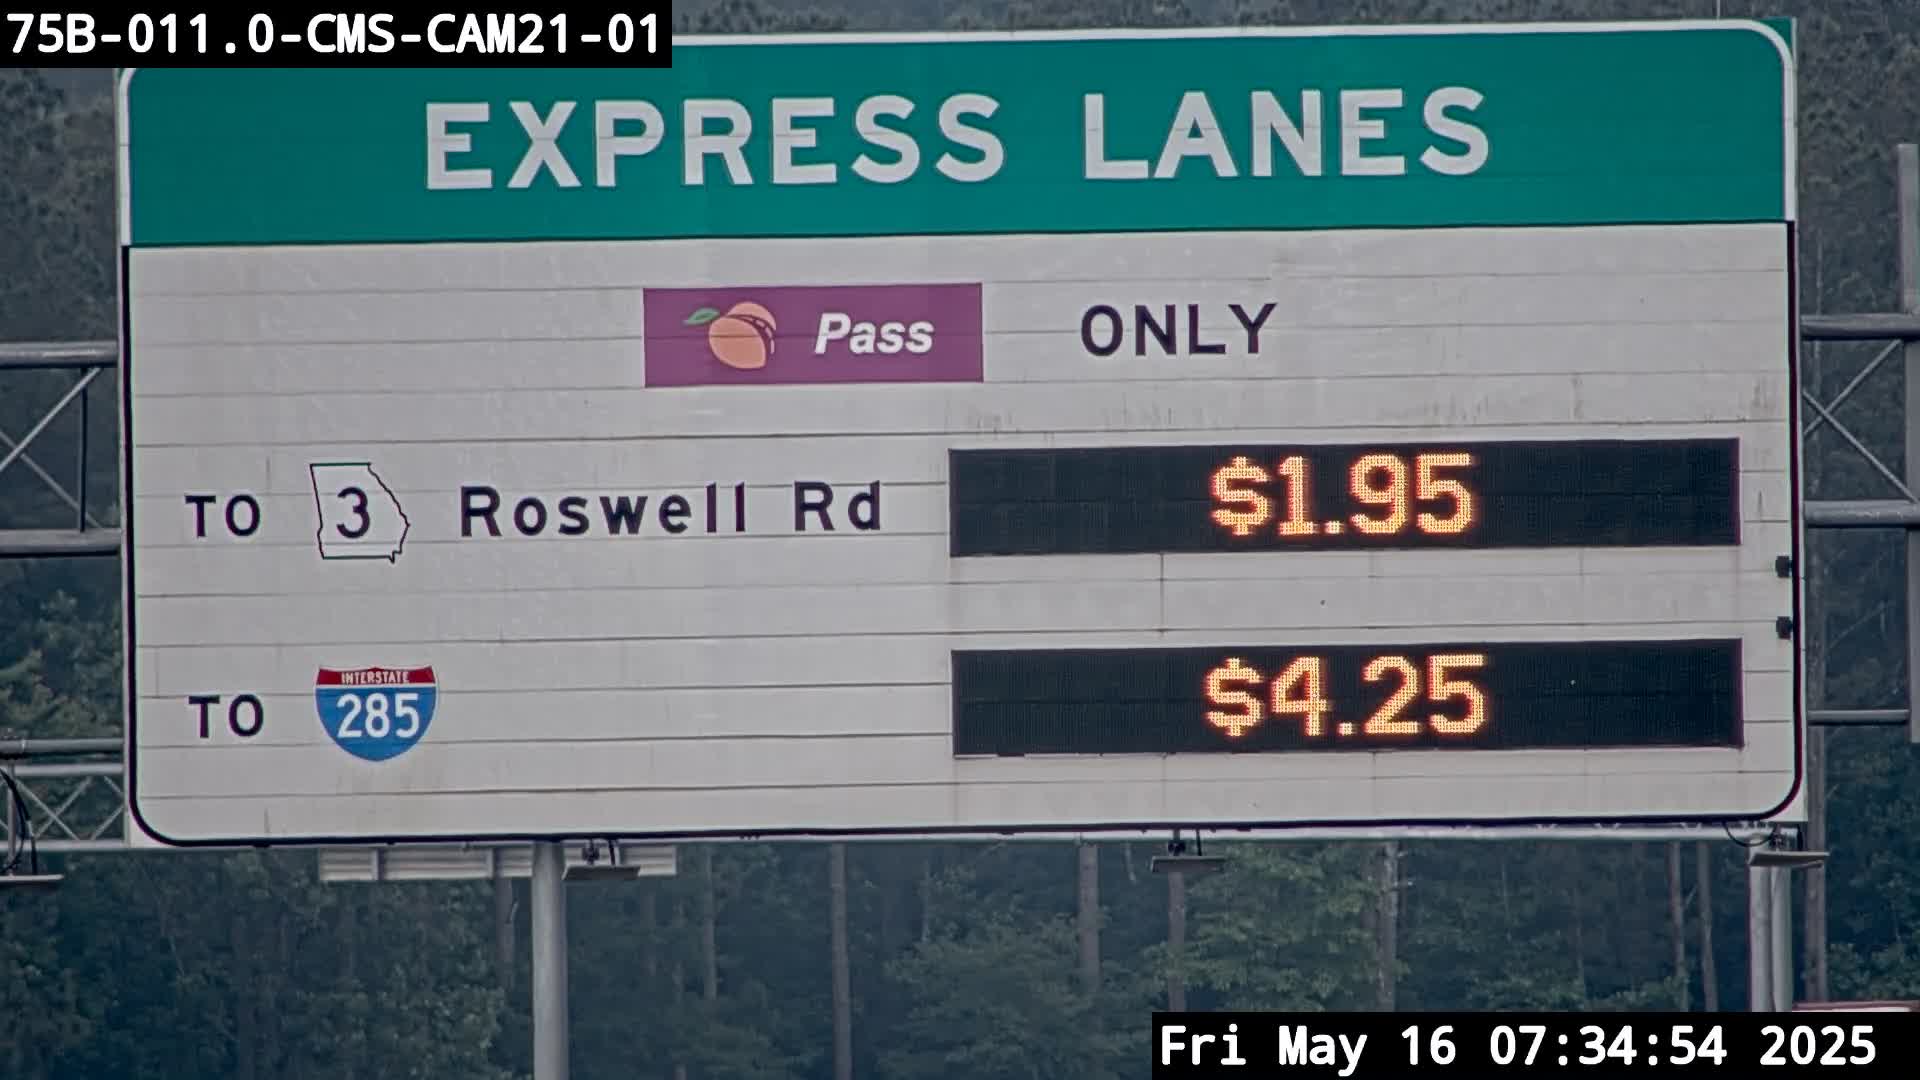 75B-011.0-CMS-CAM21-01
EXPRESS LANES
Pass ONLY
TO 3 Roswell Rd $1.95
TO INTERSTATE 285 $4.25
Fri May 16 07:34:54 2025